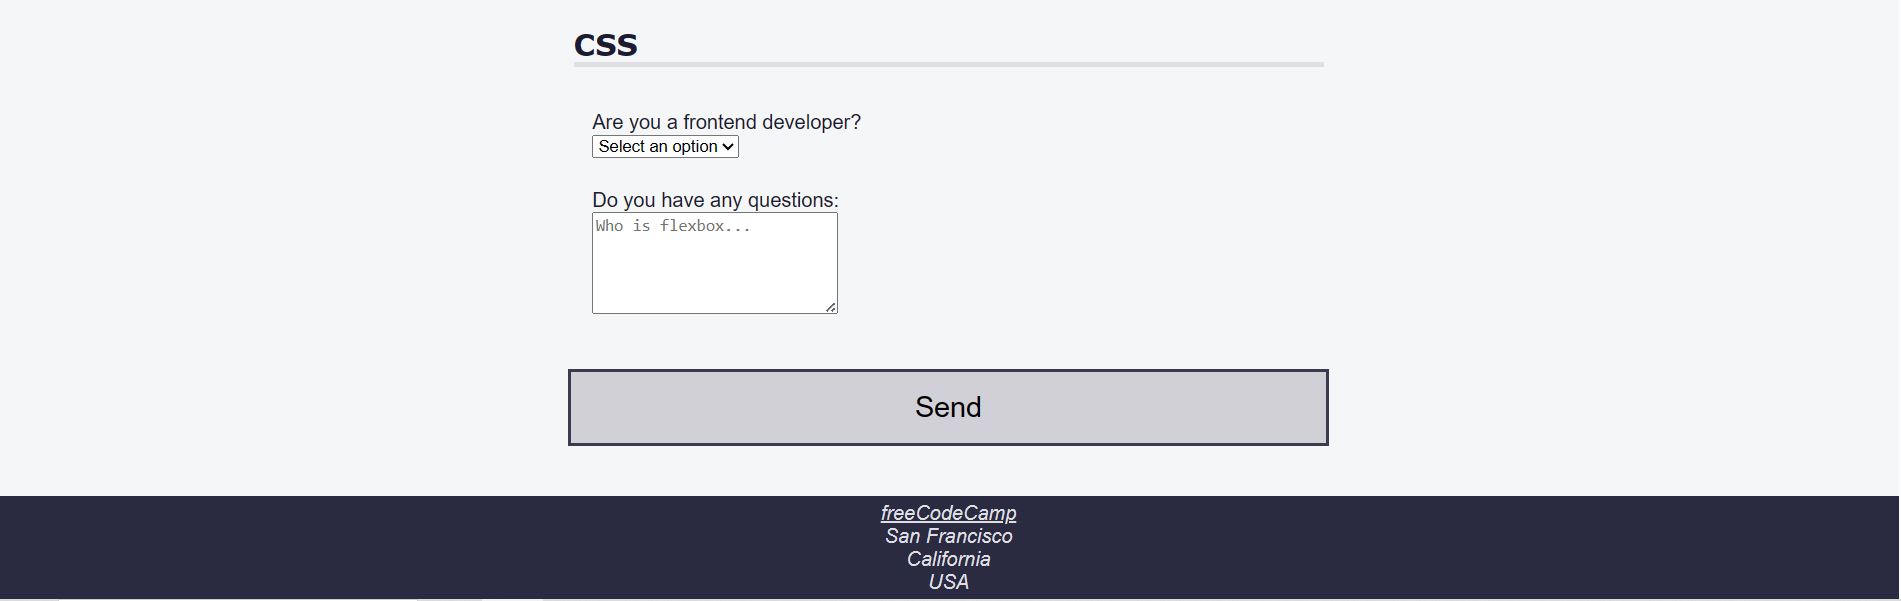 CSS
Are you a frontend developer?
Select an option
Do you have any questions:
Who is flexbox...
Send
freeCodeCamp
San Francisco
California
USA